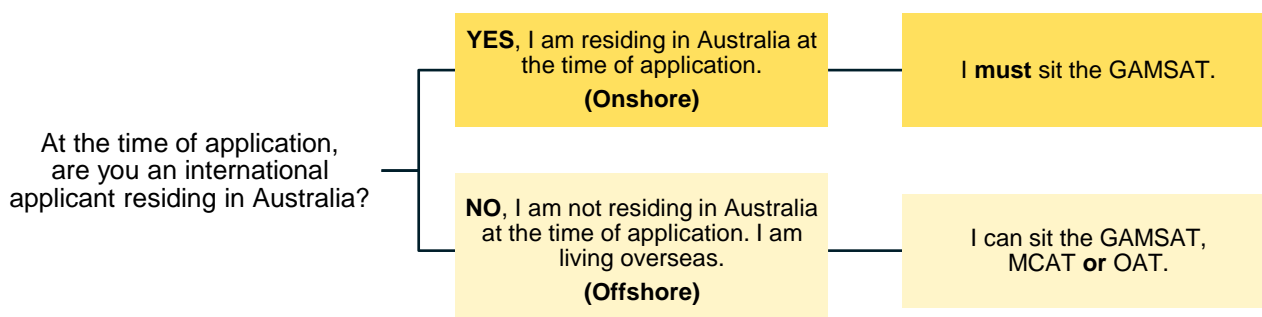 At the time of application,
are you an international
applicant residing in Australia?
YES, I am residing in Australia at
the time of application.
(Onshore)
I must sit the GAMSAT.
NO, I am not residing in Australia
at the time of application. I am
living overseas.
(Offshore)
I can sit the GAMSAT,
MCAT or OAT.